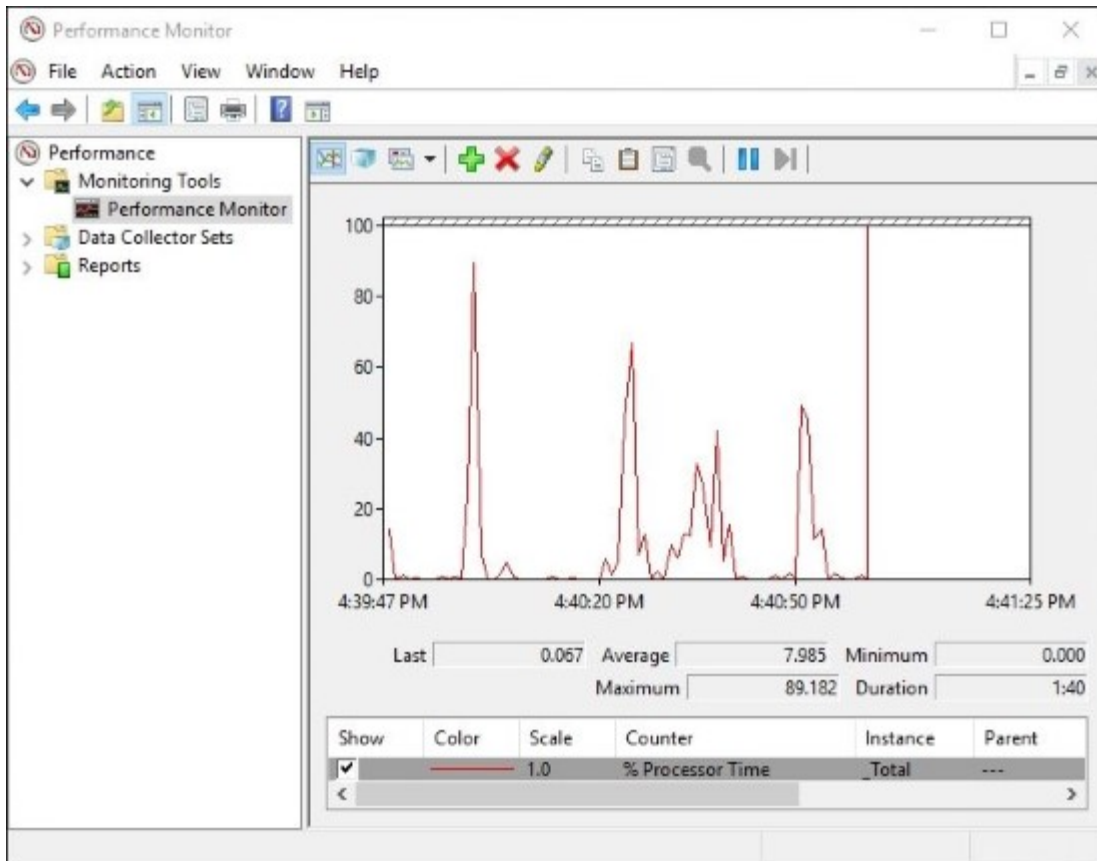 Performance Monitor
File Action View Window Help
Performance
Monitoring Tools
Performance Monitor
Data Collector Sets
Reports
100
80
60
40
20
0
4:39:47 PM 4:40:20 PM 4:40:50 PM 4:41:25 PM
Last 0.067 Average 7.985 Minimum 0.000
Maximum 89.182 Duration 1:40
Show Color Scale Counter Instance Parent
1.0 % Processor Time _Total ---